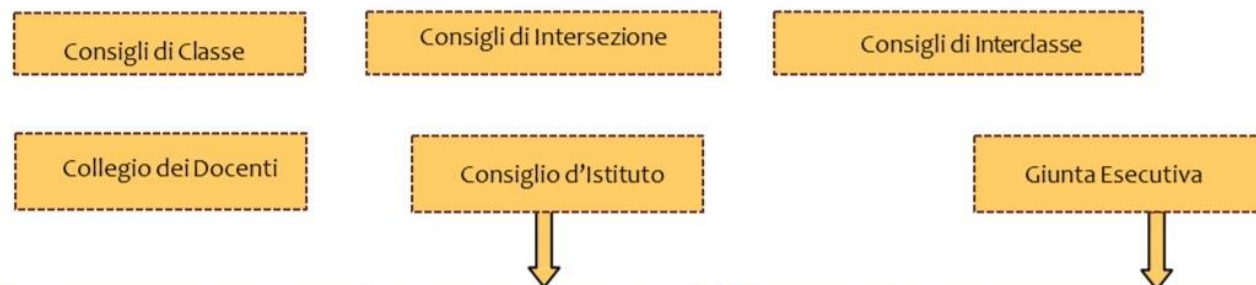 Consigli di Classe
Consigli di Intersezione
Consigli di Interclasse
Collegio dei Docenti
Consiglio d’Istituto
Giunta Esecutiva